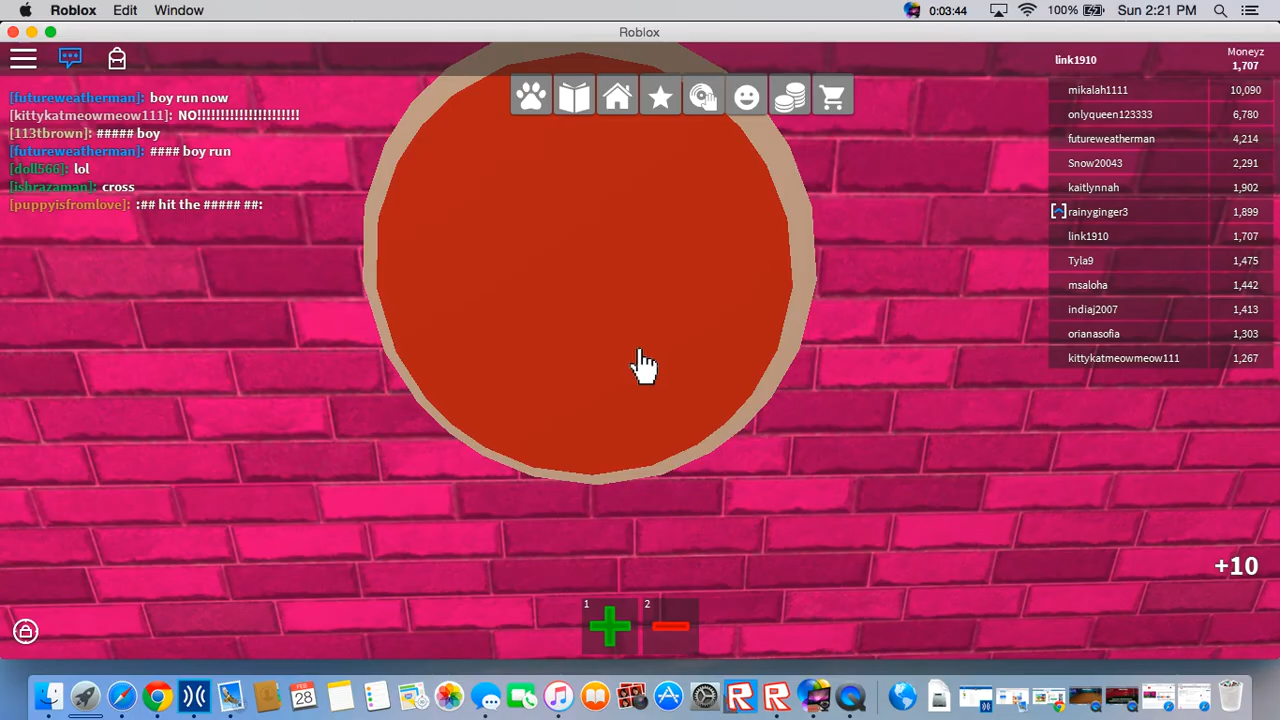 Roblox Edit Window 0:03:44 100% Sun 2:21 PM
Roblox
[futureweatherman]: boy run now
[kittykatmeowmeow111]: NO!!!!!!!!!!!!!!!!!!!!!!
[113tbrown]: ##### boy
[futureweatherman]: #### boy run
[doll566]: lol
[ishrazaman]: cross
[puppyisfromlove]: :## hit the ##### ##:
link1910 Moneyz 1,707
mikalah1111 10,090
onlyqueen123333 6,780
futureweatherman 4,214
Snow20043 2,291
kaitlynnah 1,902
rainyginger3 1,899
link1910 1,707
Tyla9 1,475
msaloha 1,442
indiaj2007 1,413
orianasofia 1,303
kittykatmeowmeow111 1,267
+10
1 2
FEB 28